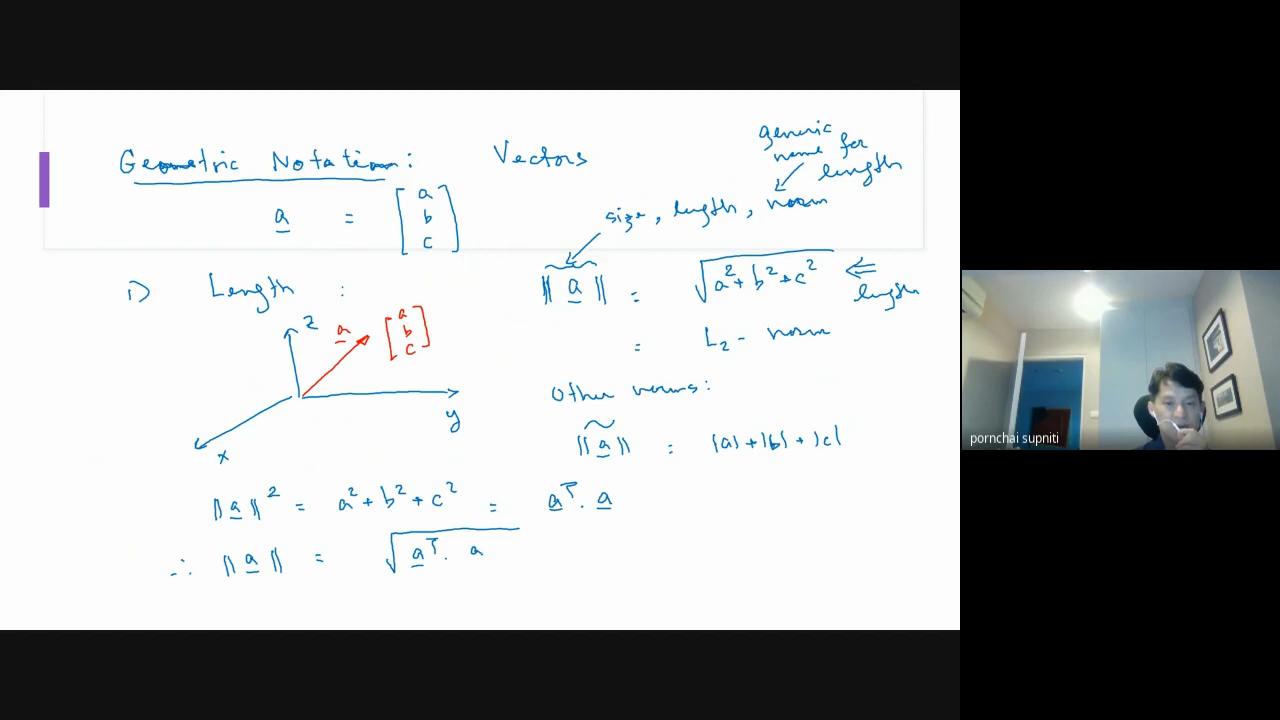 Geometric Notation: Vectors
generic
name for
length
a = [a b c]
size, length, norm
1) Length :
‖a‖ = √(a² + b² + c²) ⇐ length
z
a [a b c]
= L₂ - norm
y
x
Other norms:
‖a‖ = |a| + |b| + |c|
‖a‖² = a² + b² + c² = aᵀ. a
∴ ‖a‖ = √(aᵀ. a)
pornchai supniti